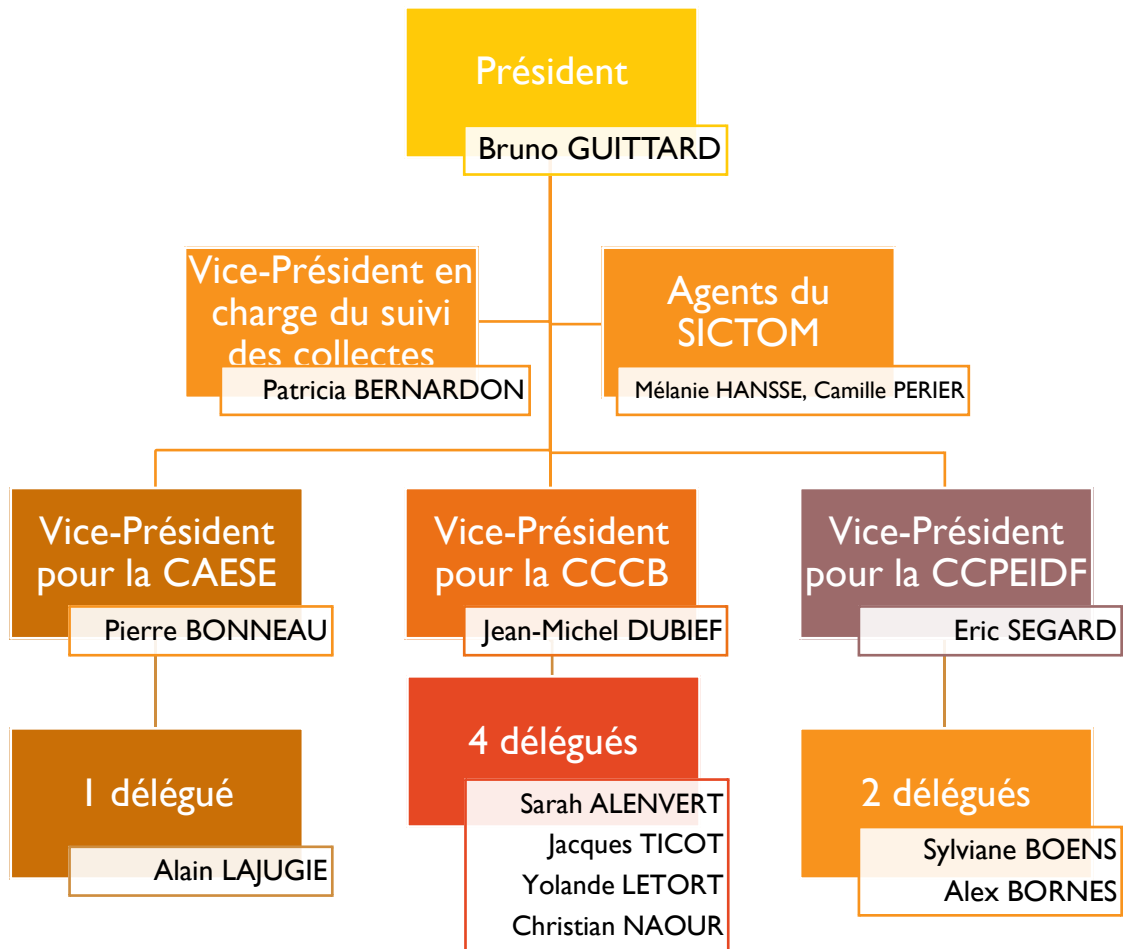 Président
Bruno GUITTARD
Vice-Président en
charge du suivi
des collectes
Patricia BERNARDON
Agents du
SICTOM
Mélanie HANSSE, Camille PERIER
Vice-Président
pour la CAESE
Pierre BONNEAU
Vice-Président
pour la CCCB
Jean-Michel DUBIEF
Vice-Président
pour la CCPEIDF
Eric SEGARD
1 délégué
Alain LAJUGIE
4 délégués
Sarah ALENVERT
Jacques TICOT
Yolande LETORT
Christian NAOUR
2 délégués
Sylviane BOENS
Alex BORNES